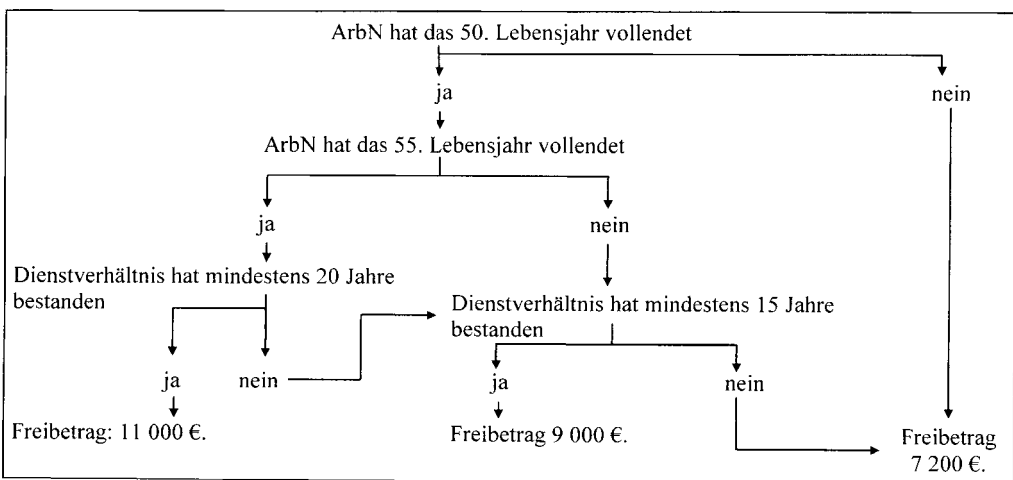 ArbN hat das 50. Lebensjahr vollendet
ja
nein
ArbN hat das 55. Lebensjahr vollendet
ja
nein
Dienstverhältnis hat mindestens 20 Jahre
bestanden
Dienstverhältnis hat mindestens 15 Jahre
bestanden
ja
nein
ja
nein
Freibetrag: 11 000 €.
Freibetrag 9 000 €.
Freibetrag
7 200 €.